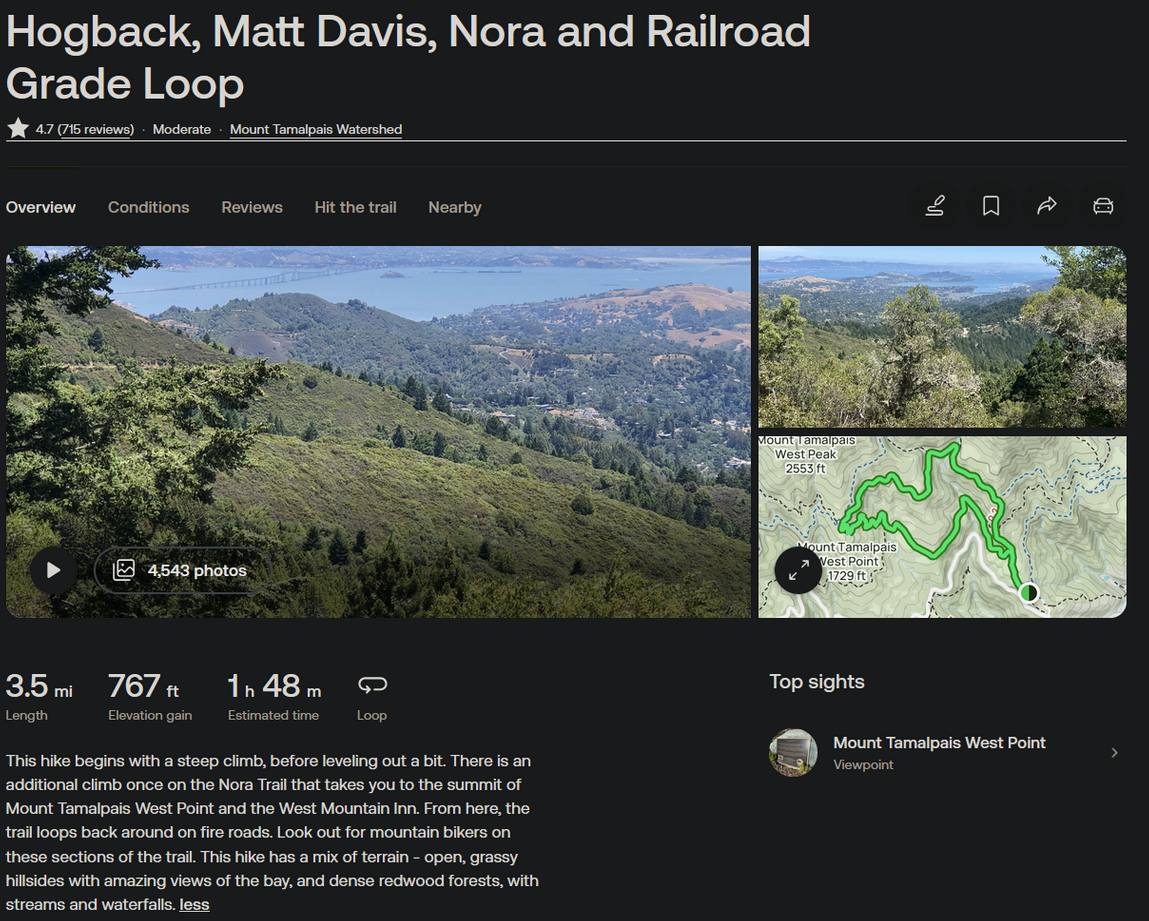 Hogback, Matt Davis, Nora and Railroad
Grade Loop
4.7 (715 reviews) · Moderate · Mount Tamalpais Watershed
Overview Conditions Reviews Hit the trail Nearby
4,543 photos
Mount Tamalpais
West Peak
2553 ft
Mount Tamalpais
West Point
1729 ft
3.5 mi 767 ft 1 h 48 m
Length Elevation gain Estimated time Loop
This hike begins with a steep climb, before leveling out a bit. There is an
additional climb once on the Nora Trail that takes you to the summit of
Mount Tamalpais West Point and the West Mountain Inn. From here, the
trail loops back around on fire roads. Look out for mountain bikers on
these sections of the trail. This hike has a mix of terrain - open, grassy
hillsides with amazing views of the bay, and dense redwood forests, with
streams and waterfalls. less
Top sights
Mount Tamalpais West Point
Viewpoint